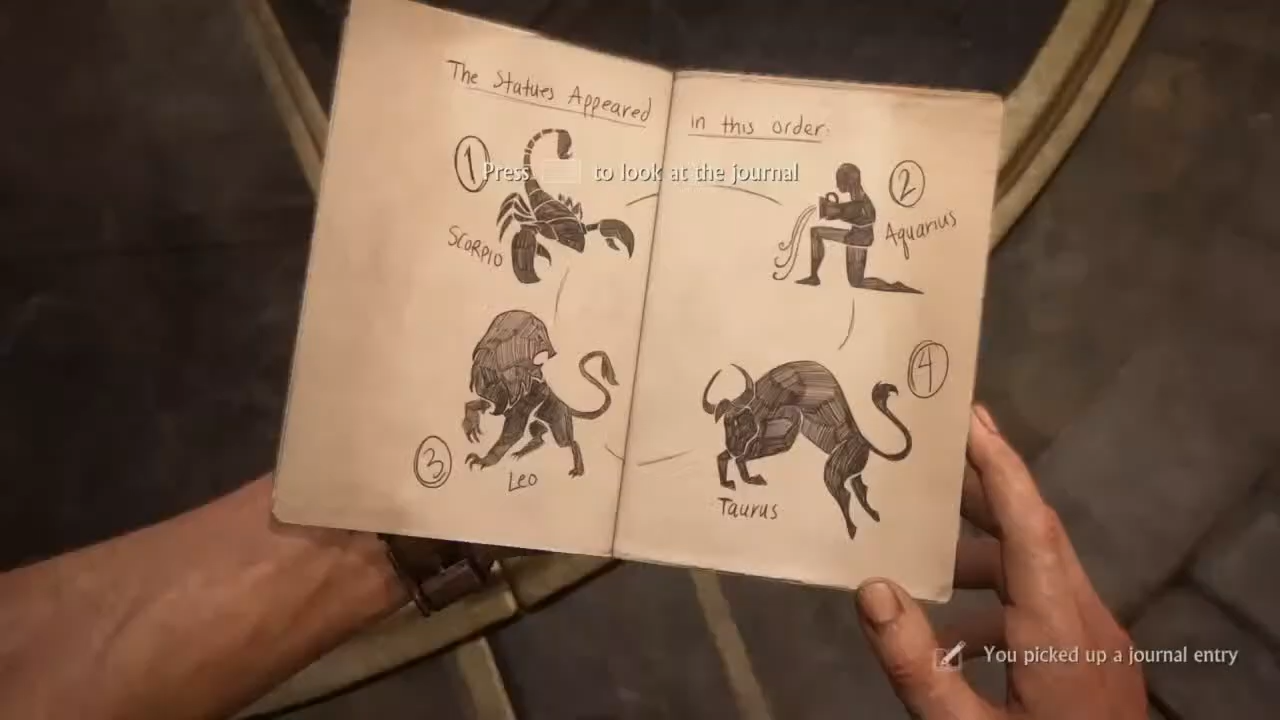 The Statues Appeared
in this order:
1
Press to look at the journal
2
SCORPIO
Aquarius
3
Leo
4
Taurus
You picked up a journal entry